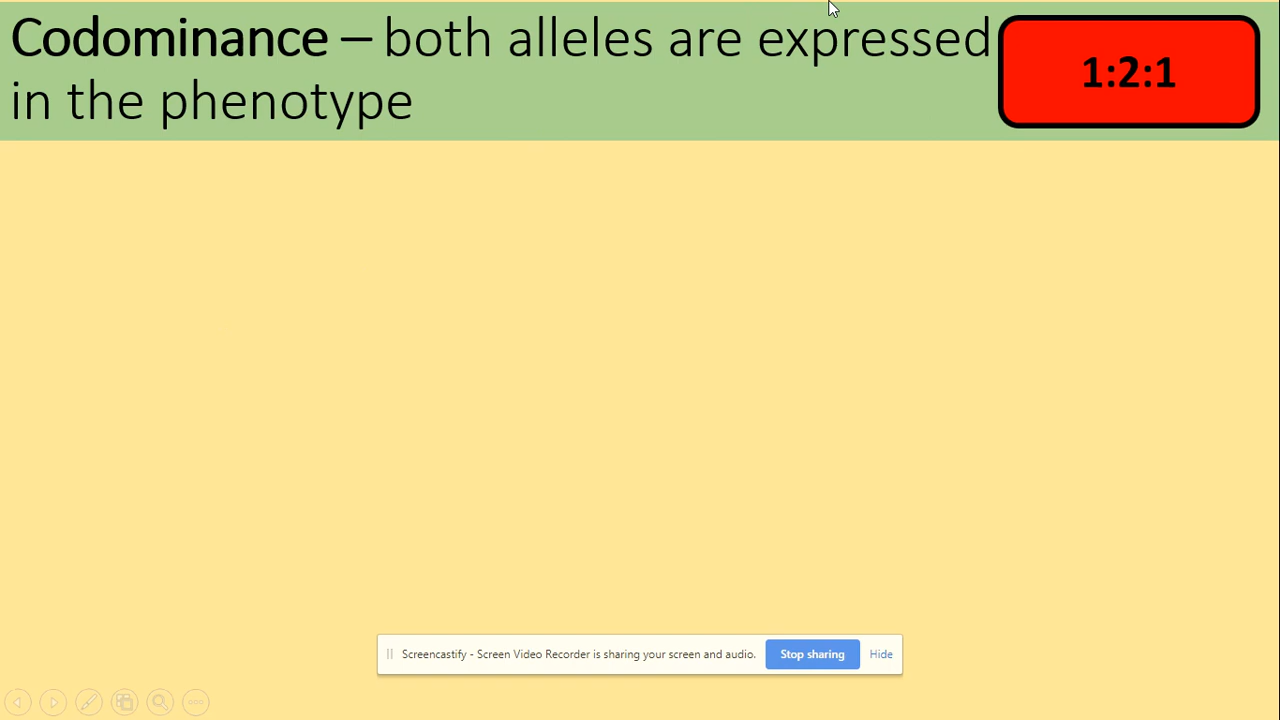 Codominance – both alleles are expressed
in the phenotype
1:2:1
Screencastify - Screen Video Recorder is sharing your screen and audio.
Stop sharing
Hide